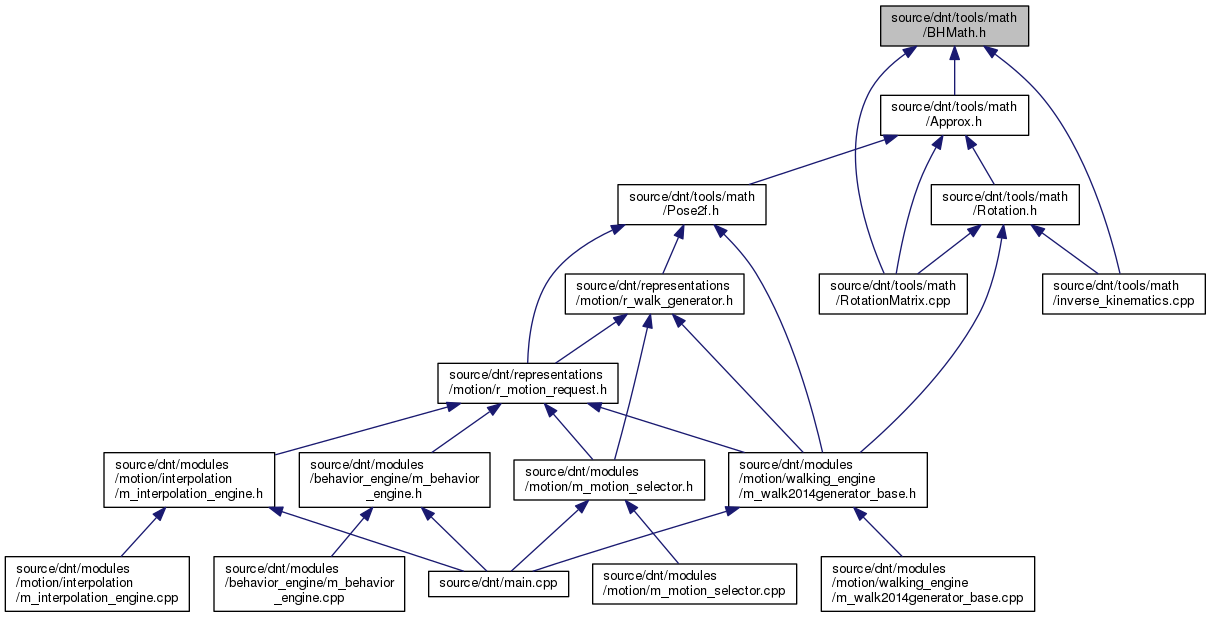 source/dnt/tools/math
/BHMath.h
source/dnt/tools/math
/Approx.h
source/dnt/tools/math
/Pose2f.h
source/dnt/tools/math
/Rotation.h
source/dnt/representations
/motion/r_walk_generator.h
source/dnt/tools/math
/RotationMatrix.cpp
source/dnt/tools/math
/inverse_kinematics.cpp
source/dnt/representations
/motion/r_motion_request.h
source/dnt/modules
/motion/interpolation
/m_interpolation_engine.h
source/dnt/modules
/behavior_engine/m_behavior
_engine.h
source/dnt/modules
/motion/m_motion_selector.h
source/dnt/modules
/motion/walking_engine
/m_walk2014generator_base.h
source/dnt/modules
/motion/interpolation
/m_interpolation_engine.cpp
source/dnt/modules
/behavior_engine/m_behavior
_engine.cpp
source/dnt/main.cpp
source/dnt/modules
/motion/m_motion_selector.cpp
source/dnt/modules
/motion/walking_engine
/m_walk2014generator_base.cpp